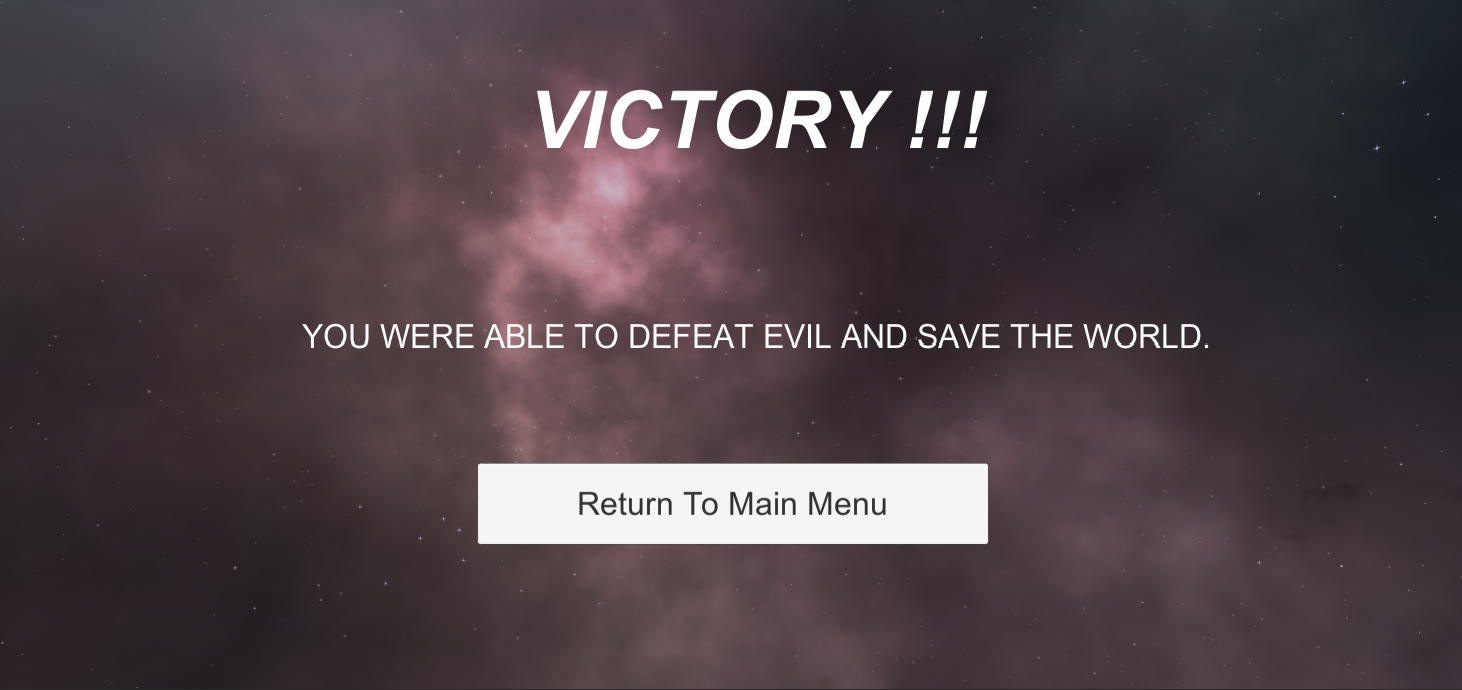 VICTORY !!!
YOU WERE ABLE TO DEFEAT EVIL AND SAVE THE WORLD.
Return To Main Menu